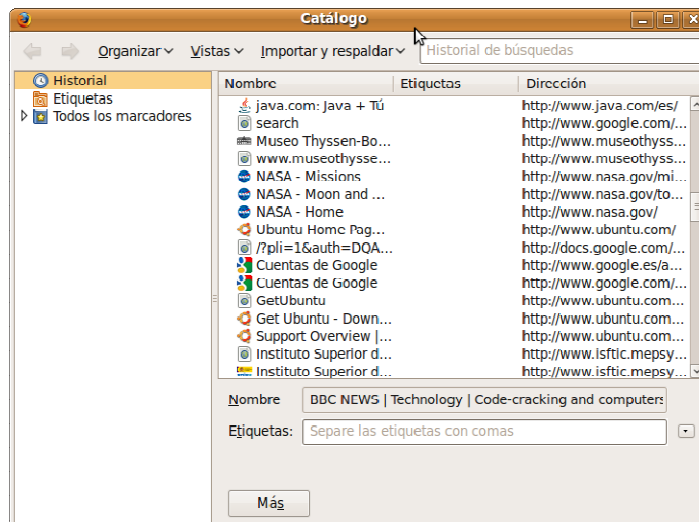 Catálogo
Organizar Vistas Importar y respaldar Historial de búsquedas
Historial
Etiquetas
Todos los marcadores
Nombre Etiquetas Dirección
java.com: Java + Tú http://www.java.com/es/
search http://www.google.com/...
Museo Thyssen-Bo... http://www.museothyss...
www.museothysse... http://www.museothyss...
NASA - Missions http://www.nasa.gov/mi...
NASA - Moon and ... http://www.nasa.gov/to...
NASA - Home http://www.nasa.gov/
Ubuntu Home Pag... http://www.ubuntu.com/
/?pli=1&auth=DQA... http://docs.google.com/...
Cuentas de Google http://www.google.es/a...
Cuentas de Google http://www.google.com/...
GetUbuntu http://www.ubuntu.com...
Get Ubuntu - Down... http://www.ubuntu.com...
Support Overview |... http://www.ubuntu.com...
Instituto Superior d... http://www.isftic.mepsy...
Instituto Superior d... http://www.isftic.mepsy...
Nombre BBC NEWS | Technology | Code-cracking and computers
Etiquetas: Separe las etiquetas con comas
Más